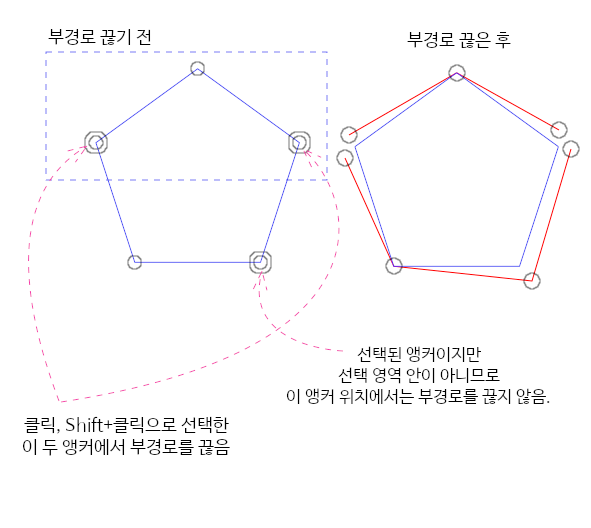 부경로 끊기 전
부경로 끊은 후
선택된 앵커이지만
선택 영역 안이 아니므로
이 앵커 위치에서는 부경로를 끊지 않음.
클릭, Shift+클릭으로 선택한
이 두 앵커에서 부경로를 끊음